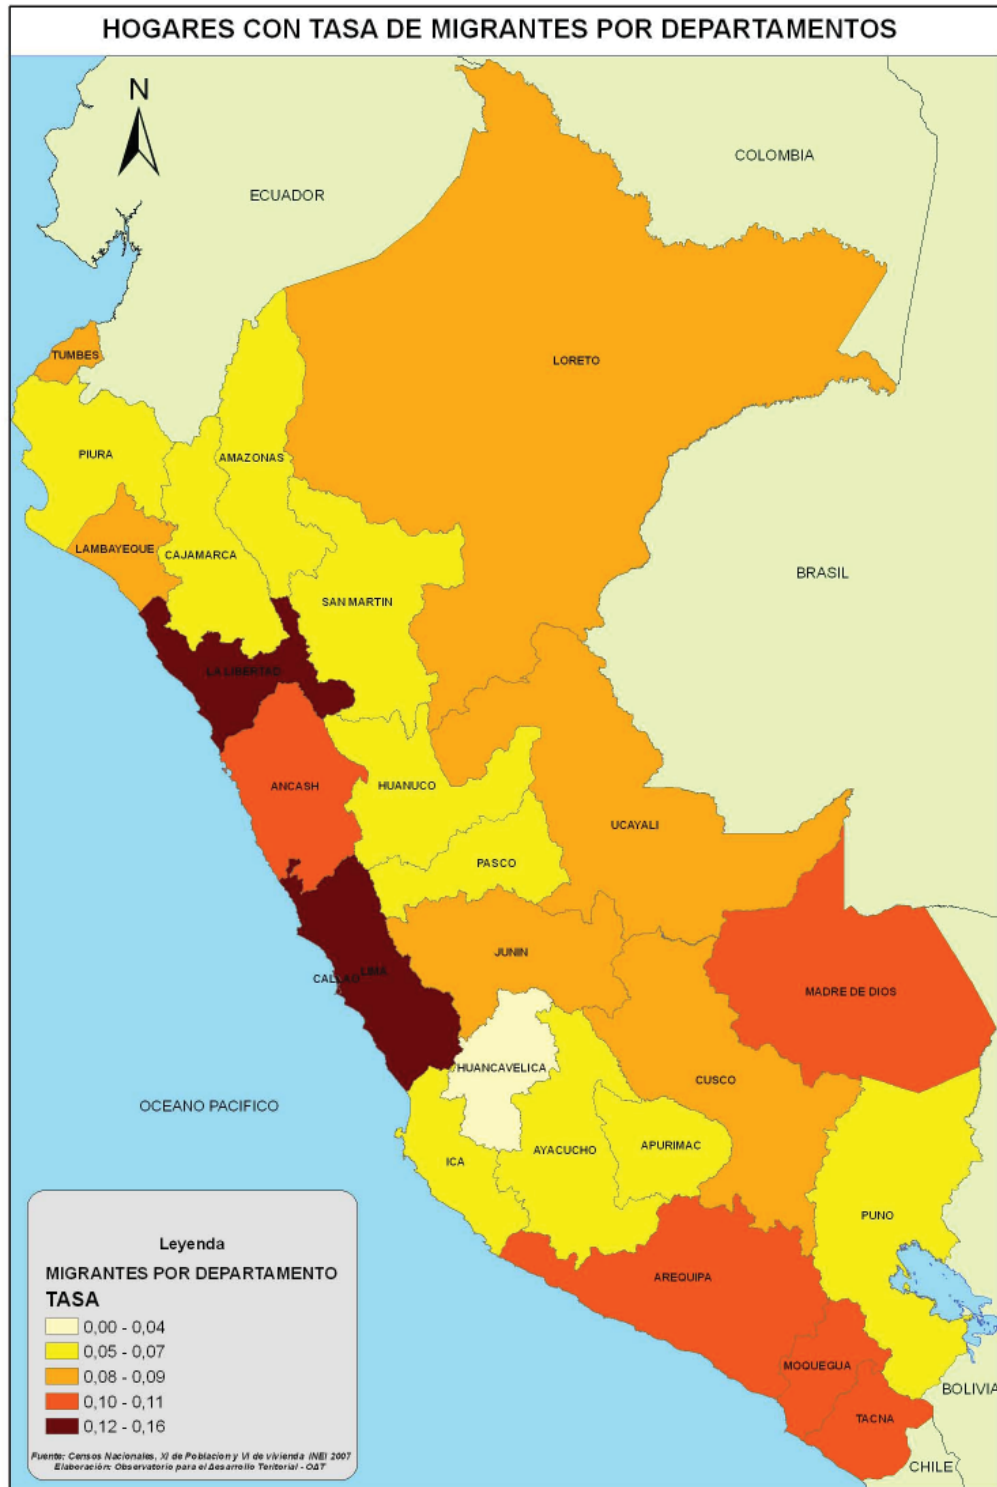 HOGARES CON TASA DE MIGRANTES POR DEPARTAMENTOS
N
COLOMBIA
ECUADOR
TUMBES
LORETO
PIURA
AMAZONAS
LAMBAYEQUE
CAJAMARCA
BRASIL
SAN MARTIN
LA LIBERTAD
ANCASH
HUANUCO
UCAYALI
PASCO
JUNIN
CALLAO
LIMA
MADRE DE DIOS
HUANCAVELICA
CUSCO
OCEANO PACIFICO
ICA
AYACUCHO
APURIMAC
PUNO
AREQUIPA
MOQUEGUA
TACNA
BOLIVIA
CHILE
Leyenda
MIGRANTES POR DEPARTAMENTO
TASA
0,00 - 0,04
0,05 - 0,07
0,08 - 0,09
0,10 - 0,11
0,12 - 0,16
Fuente: Censos Nacionales, XI de Poblacion y VI de vivienda INEI 2007
Elaboración: Observatorio para el desarrollo Teritorial - ODT